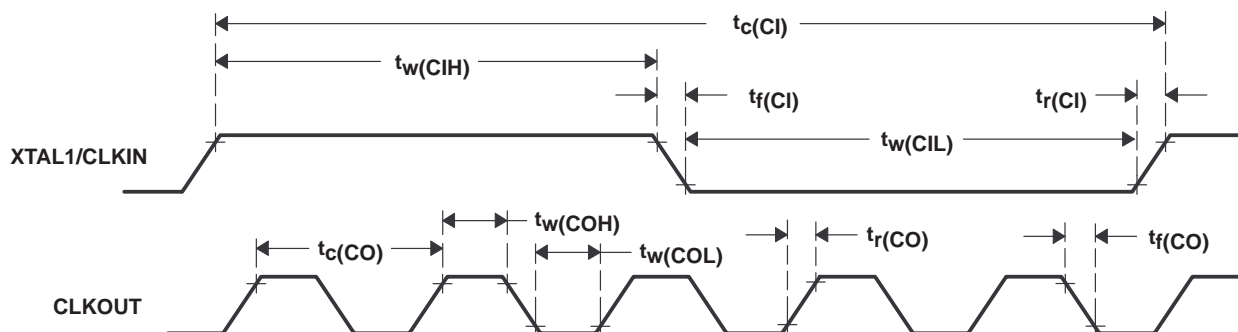 tc(CI)
tw(CIH)
tf(CI)
tr(CI)
XTAL1/CLKIN
tw(CIL)
tw(COH)
tc(CO)
tw(COL)
tr(CO)
tf(CO)
CLKOUT